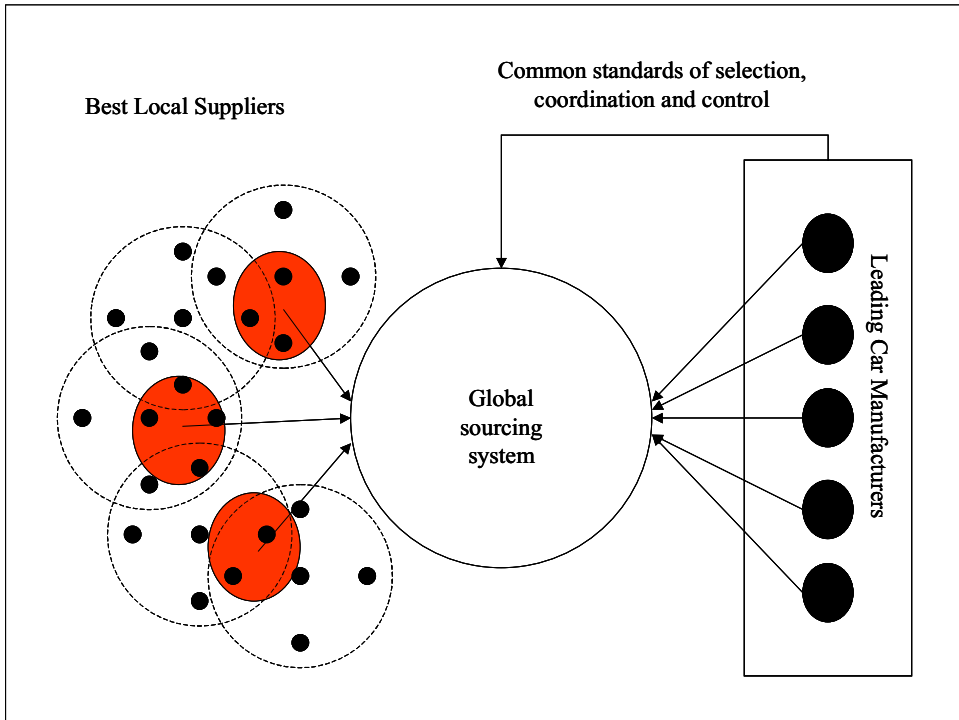 Common standards of selection,
coordination and control
Best Local Suppliers
Global
sourcing
system
Leading Car Manufacturers